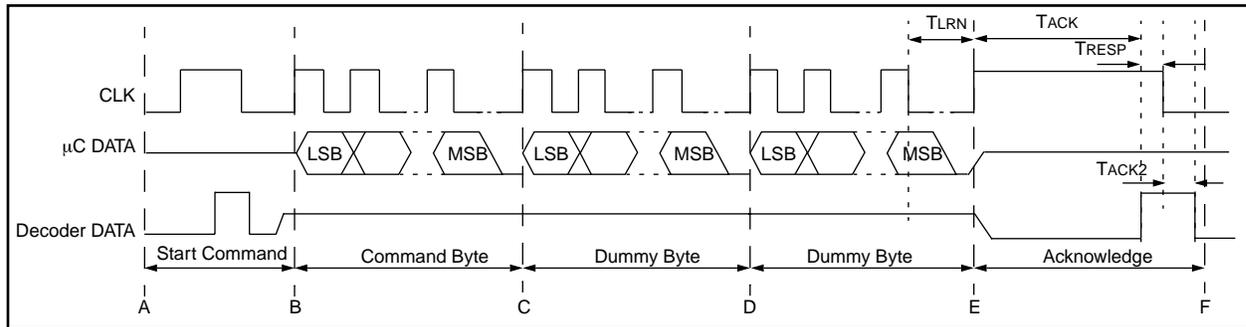 TLRN
TACK
TRESP
CLK
µC DATA
LSB MSB LSB MSB LSB MSB
TACK2
Decoder DATA
Start Command Command Byte Dummy Byte Dummy Byte Acknowledge
A B C D E F